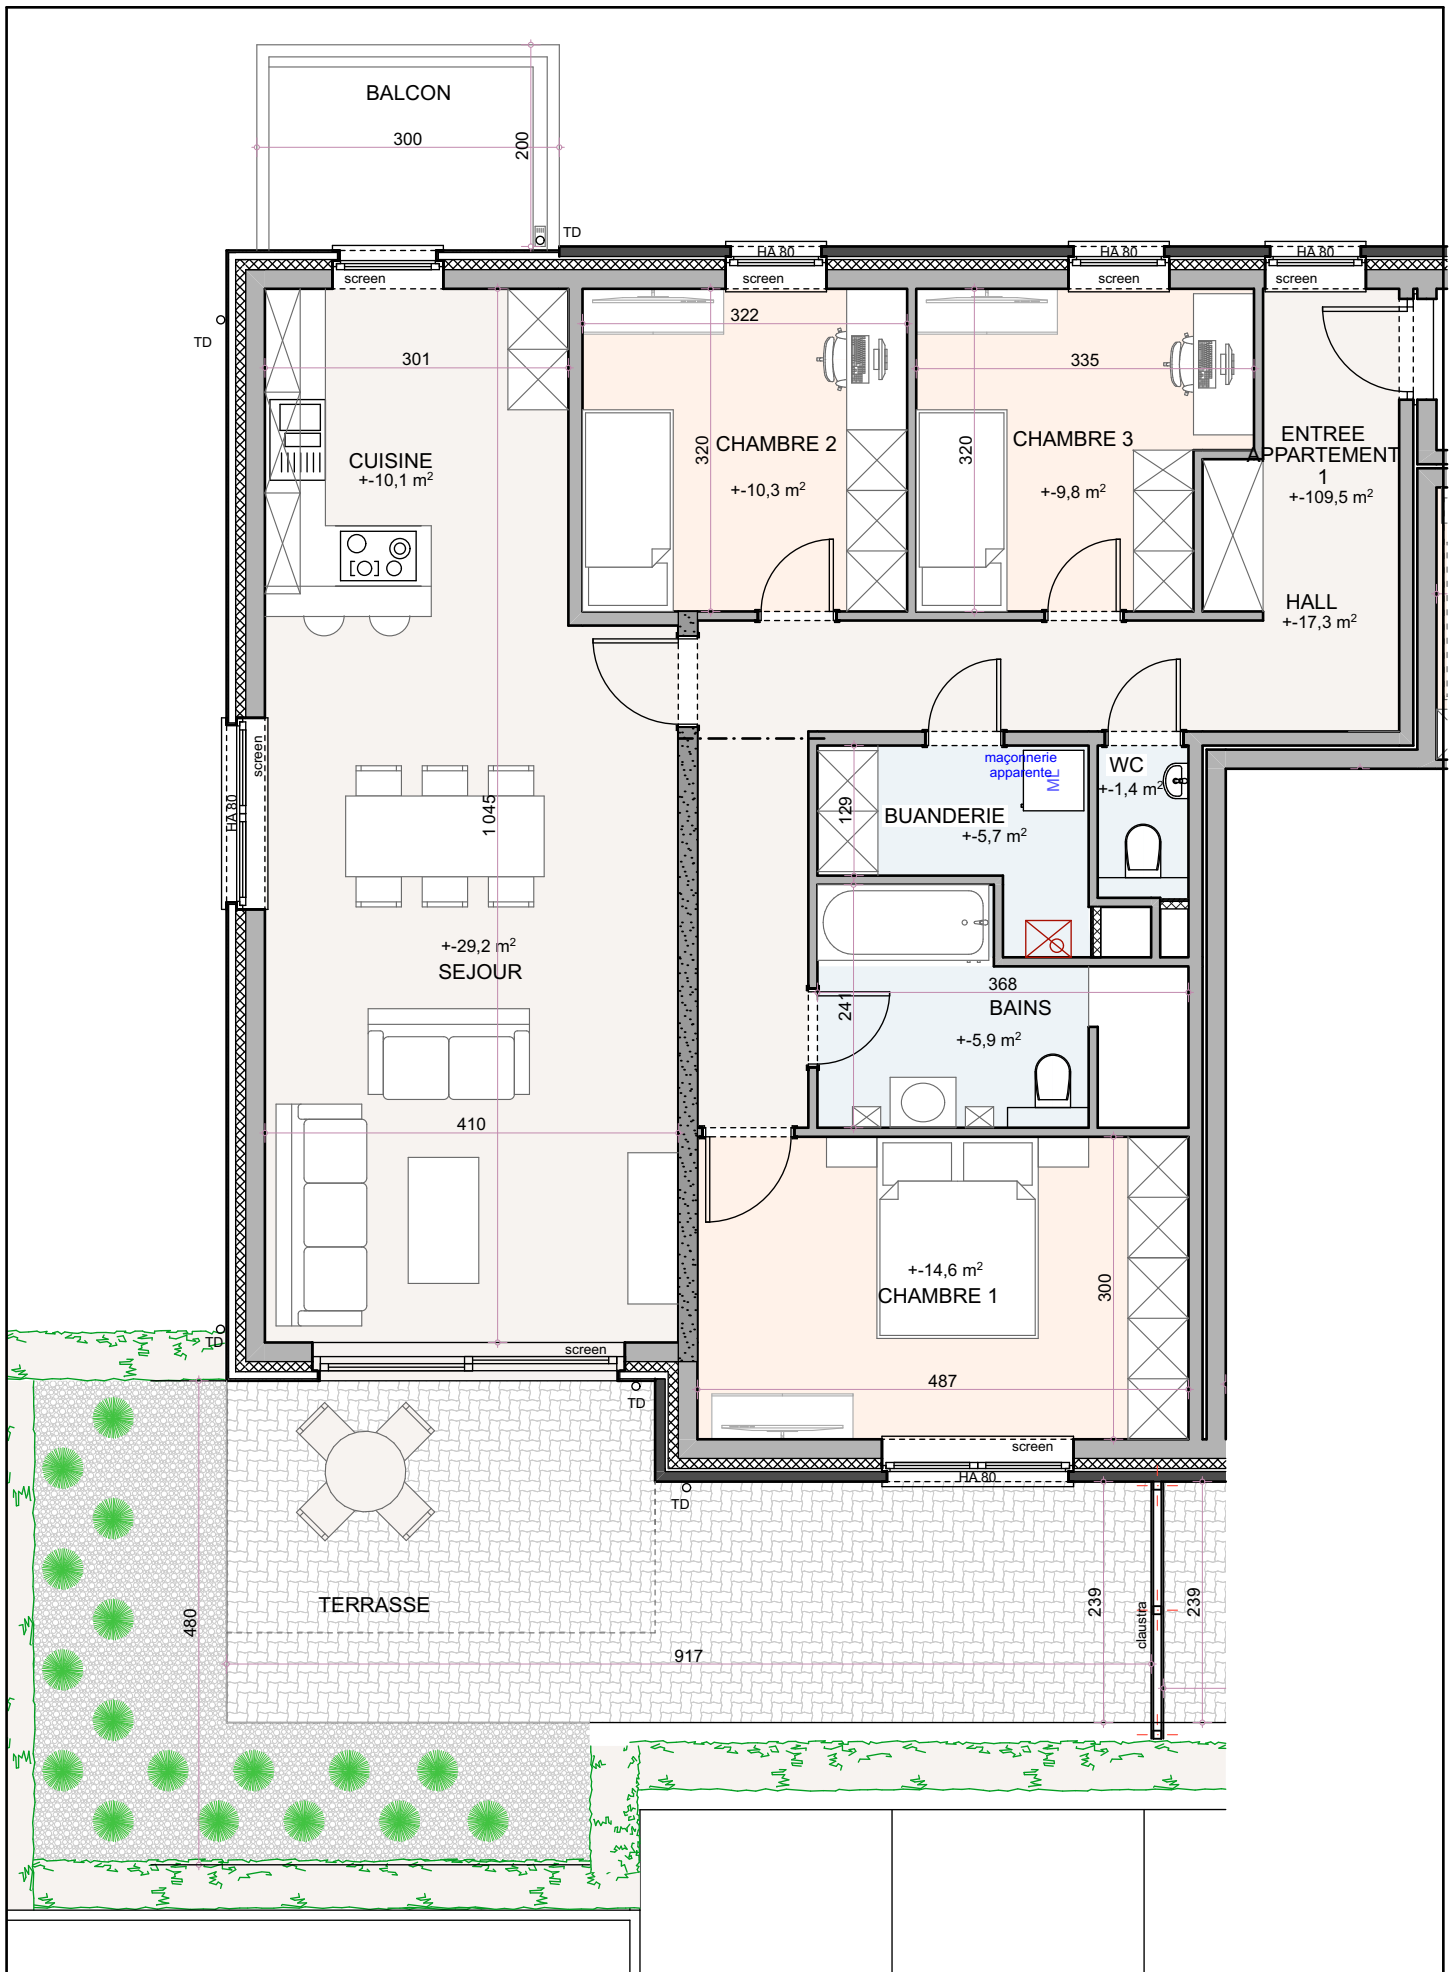 BALCON
300
200
TD
HA 80
HA 80
HA 80
screen
screen
screen
screen
TD
322
301
335
CUISINE
+-10,1 m²
320
CHAMBRE 2
+-10,3 m²
320
CHAMBRE 3
+-9,8 m²
ENTREE
APPARTEMENT
1
+-109,5 m²
HALL
+-17,3 m²
screen
HA 80
1 045
maçonnerie
apparente
ML
WC
+-1,4 m²
129
BUANDERIE
+-5,7 m²
+-29,2 m²
SEJOUR
368
241
BAINS
+-5,9 m²
410
+-14,6 m²
CHAMBRE 1
300
TD
screen
487
TD
screen
HA 80
TD
TERRASSE
480
239
claustra
239
917